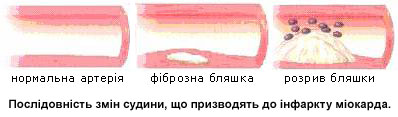 нормальна артерія фіброзна бляшка розрив бляшки
Послідовність змін судини, що призводять до інфаркту міокарда.